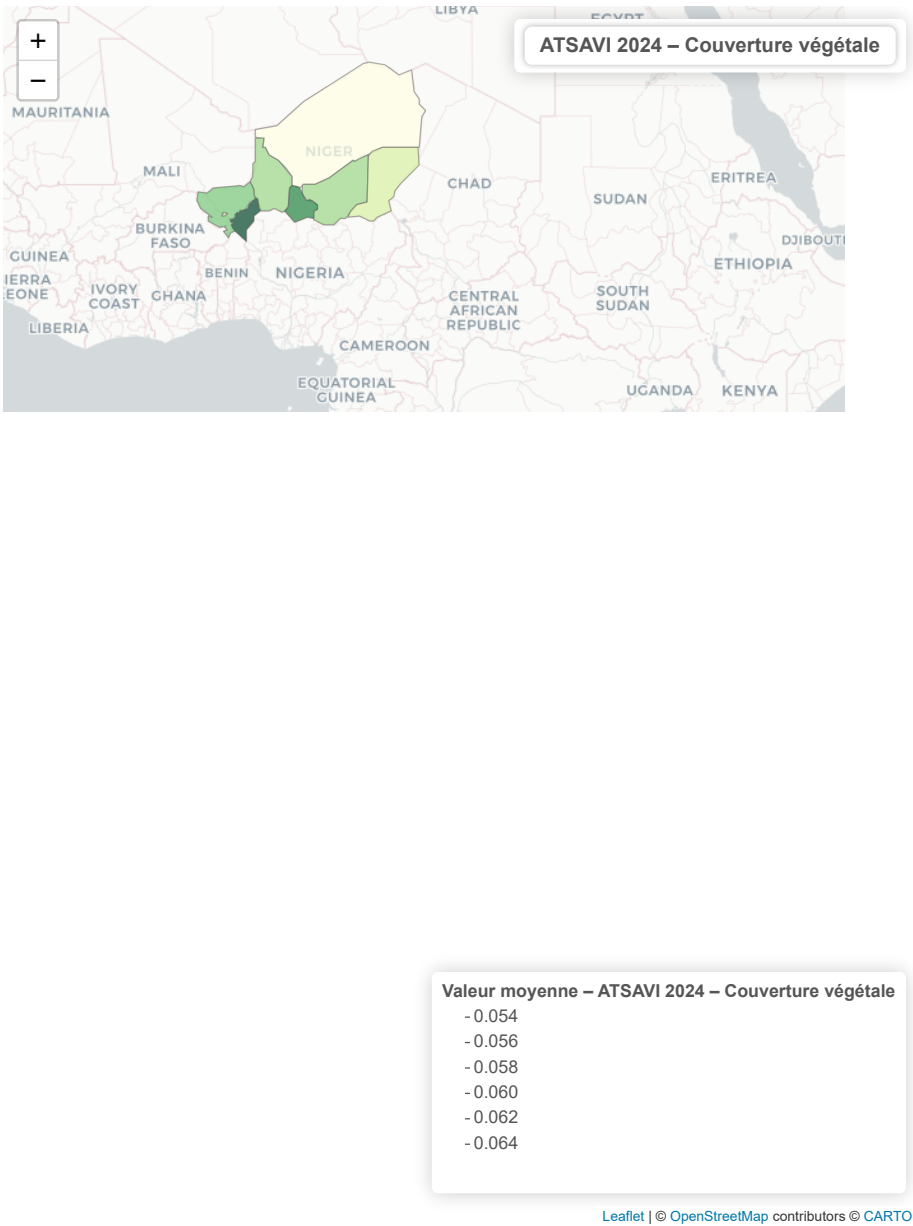 LIBYA
EGYPT
+
ATSAVI 2024 – Couverture végétale
−
MAURITANIA
NIGER
MALI
CHAD
ERITREA
SUDAN
BURKINA
FASO
DJIBOUTI
GUINEA
BENIN
NIGERIA
ETHIOPIA
IERRA
LEONE
IVORY
COAST
GHANA
CENTRAL
AFRICAN
REPUBLIC
SOUTH
SUDAN
LIBERIA
CAMEROON
EQUATORIAL
GUINEA
UGANDA
KENYA
Valeur moyenne – ATSAVI 2024 – Couverture végétale
- 0.054
- 0.056
- 0.058
- 0.060
- 0.062
- 0.064
Leaflet | © OpenStreetMap contributors © CARTO